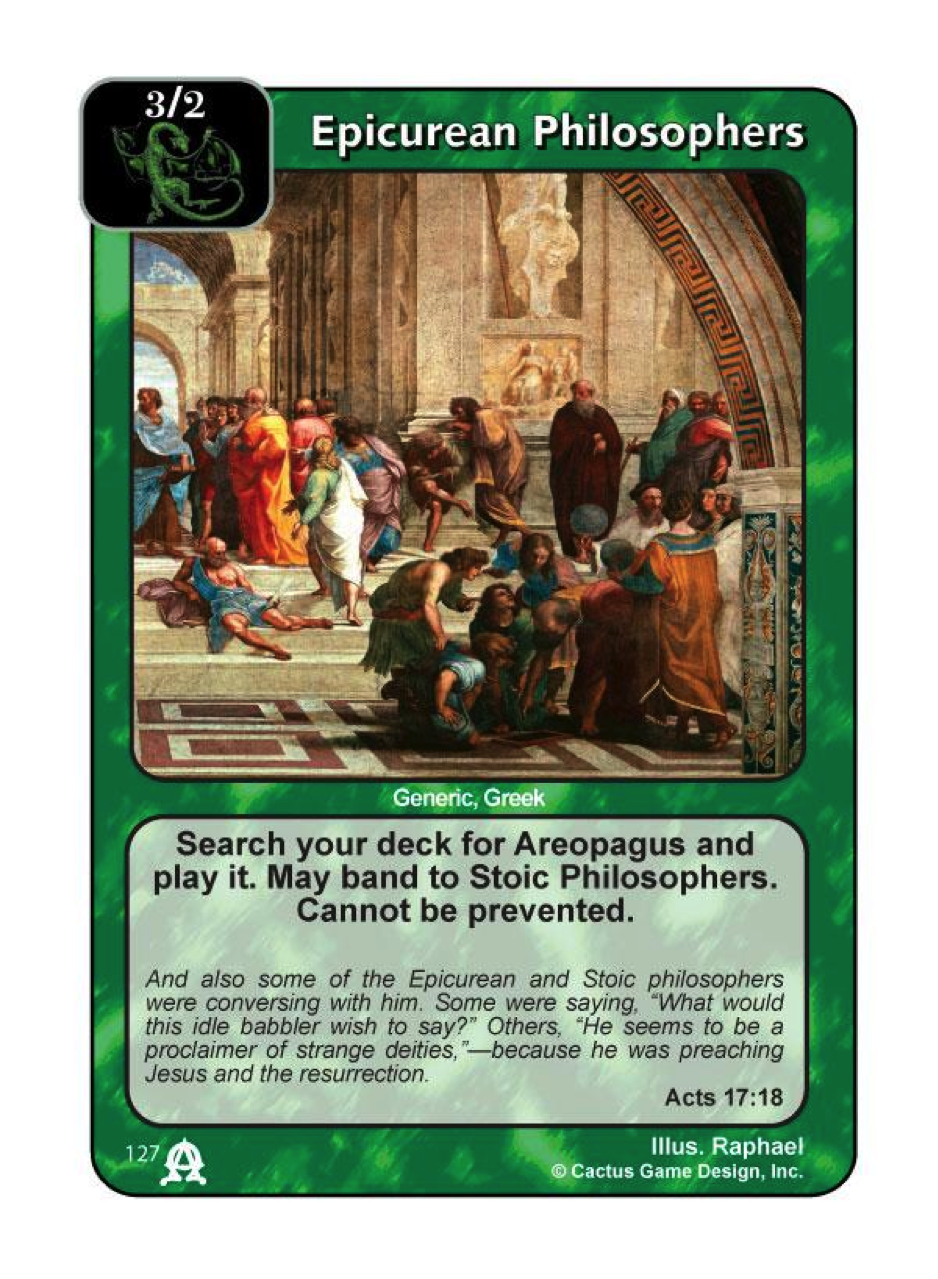 3/2
Epicurean Philosophers
Generic, Greek
Search your deck for Areopagus and
play it. May band to Stoic Philosophers.
Cannot be prevented.
And also some of the Epicurean and Stoic philosophers
were conversing with him. Some were saying, “What would
this idle babbler wish to say?” Others, “He seems to be a
proclaimer of strange deities,”—because he was preaching
Jesus and the resurrection.
Acts 17:18
127
Illus. Raphael
© Cactus Game Design, Inc.